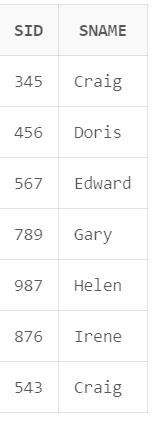 SID SNAME
345 Craig
456 Doris
567 Edward
789 Gary
987 Helen
876 Irene
543 Craig